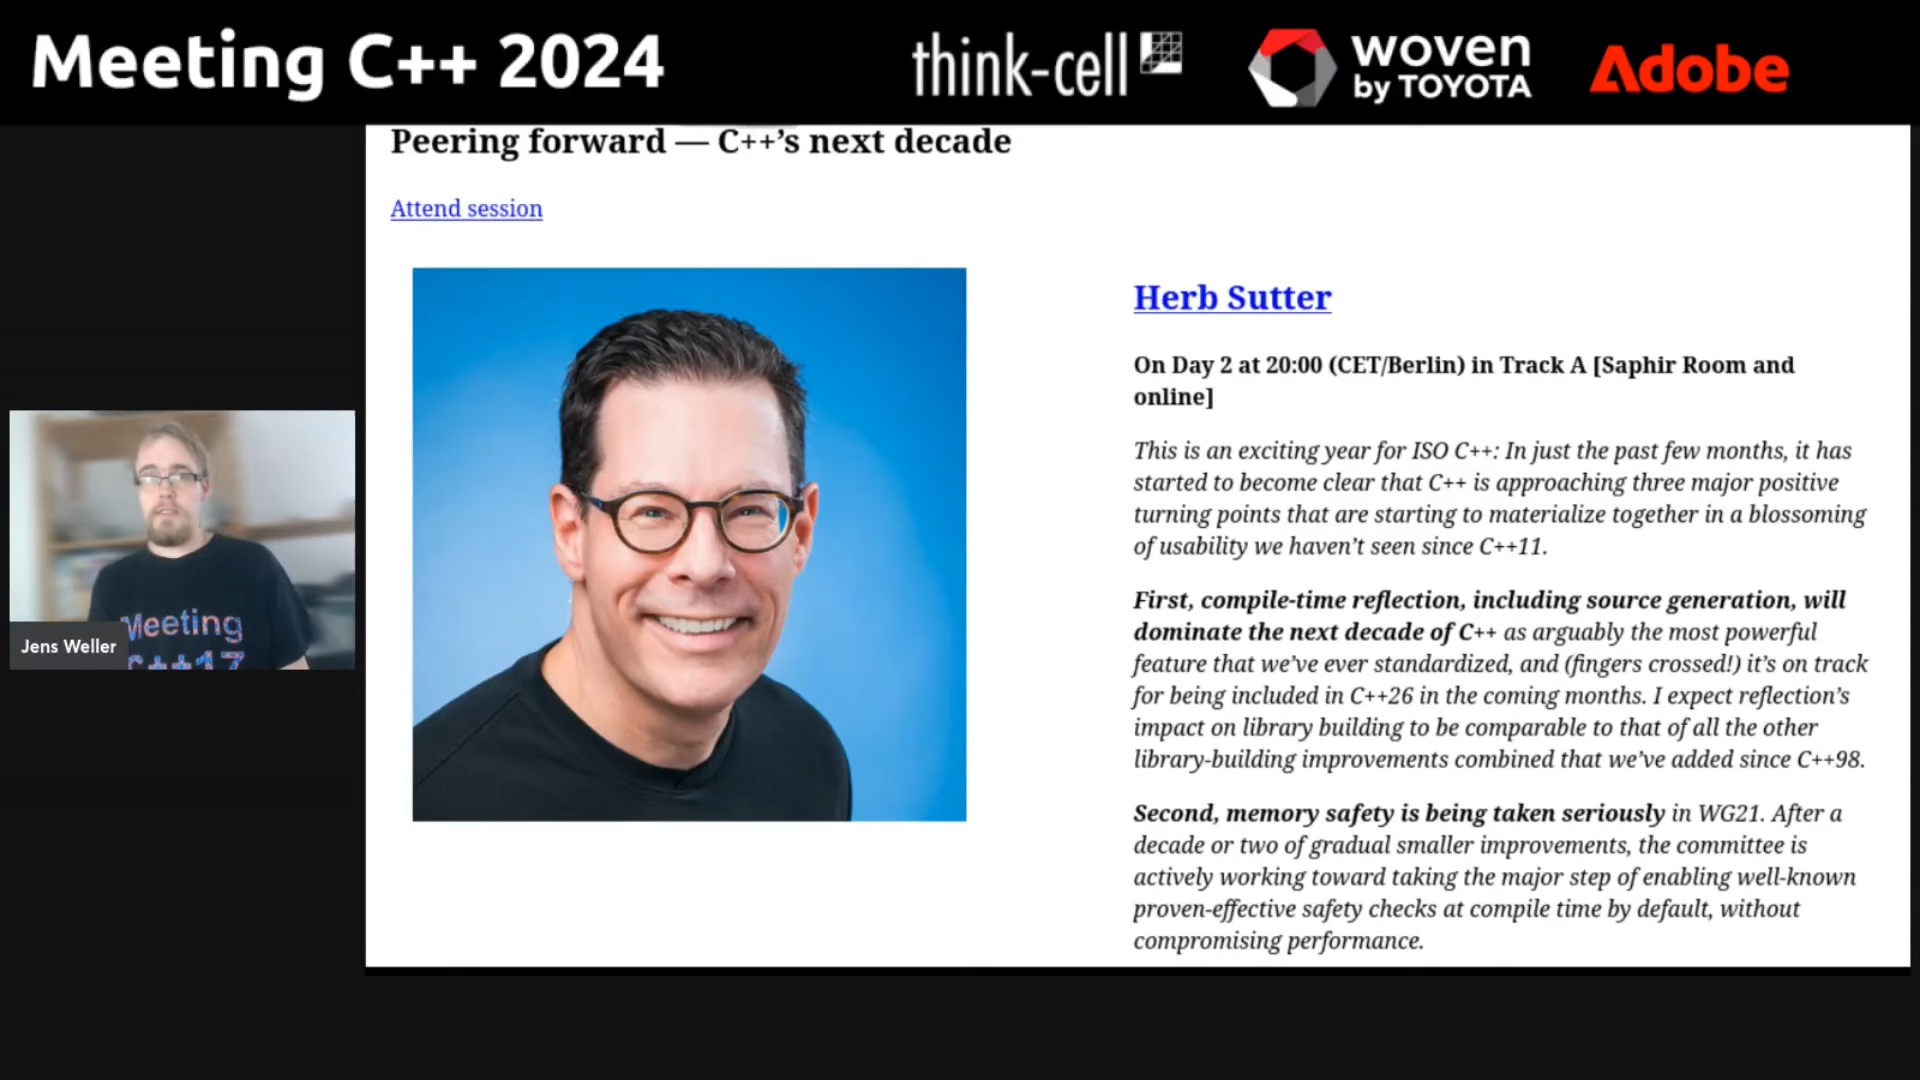 Meeting C++ 2024
think-cell
woven
by TOYOTA
Adobe
Peering forward — C++’s next decade
Attend session
Herb Sutter
On Day 2 at 20:00 (CET/Berlin) in Track A [Saphir Room and
online]
This is an exciting year for ISO C++: In just the past few months, it has
started to become clear that C++ is approaching three major positive
turning points that are starting to materialize together in a blossoming
of usability we haven’t seen since C++11.
First, compile-time reflection, including source generation, will
dominate the next decade of C++ as arguably the most powerful
feature that we’ve ever standardized, and (fingers crossed!) it’s on track
for being included in C++26 in the coming months. I expect reflection’s
impact on library building to be comparable to that of all the other
library-building improvements combined that we’ve added since C++98.
Second, memory safety is being taken seriously in WG21. After a
decade or two of gradual smaller improvements, the committee is
actively working toward taking the major step of enabling well-known
proven-effective safety checks at compile time by default, without
compromising performance.
Meeting
C++17
Jens Weller